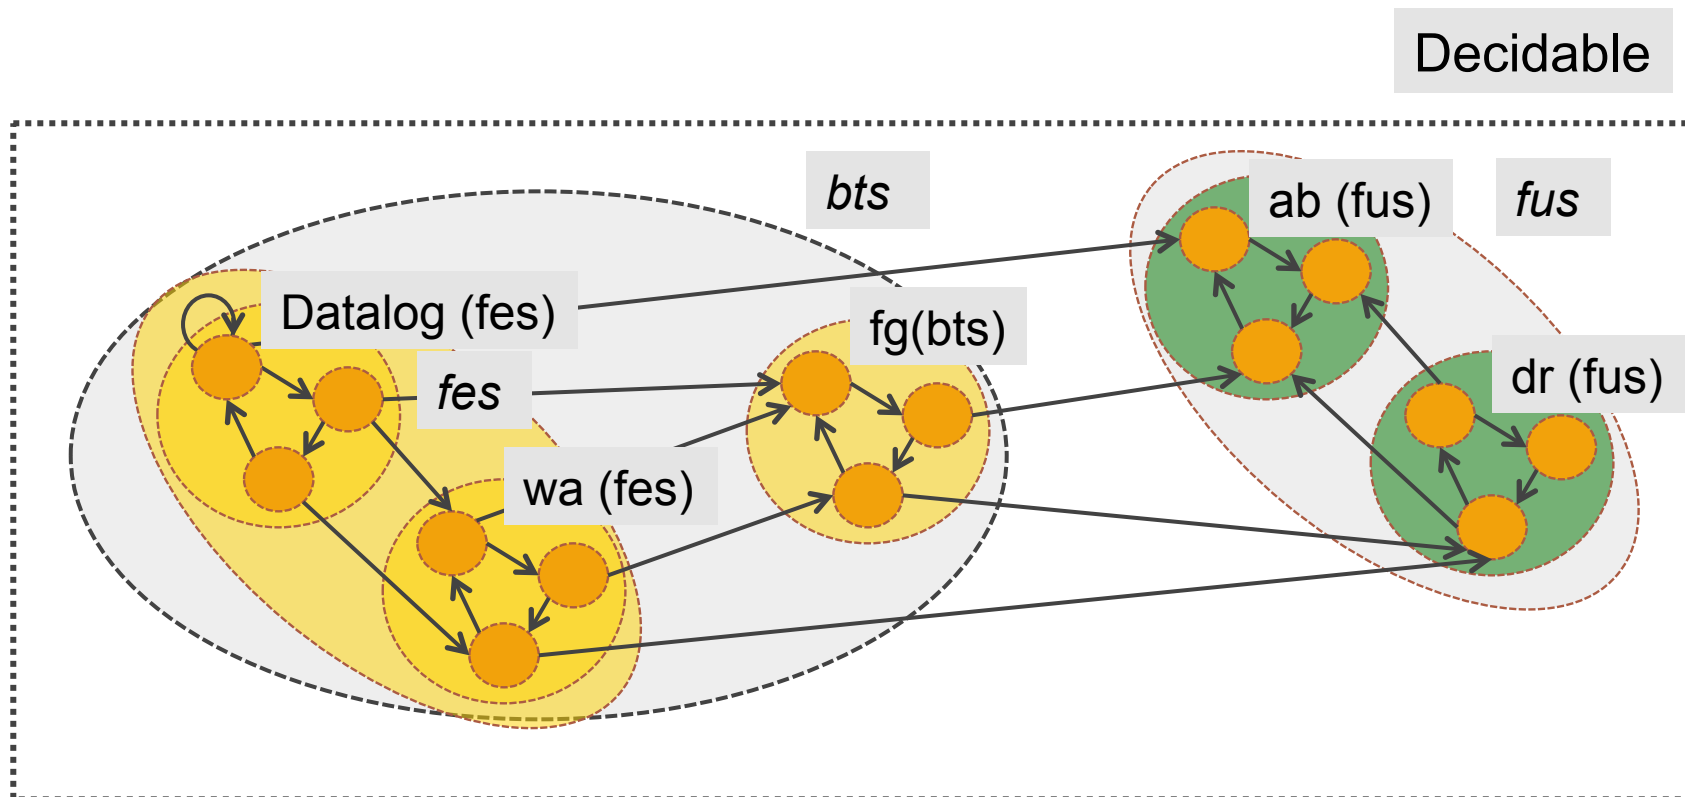 Decidable
bts
ab (fus)
fus
Datalog (fes)
fg(bts)
fes
dr (fus)
wa (fes)